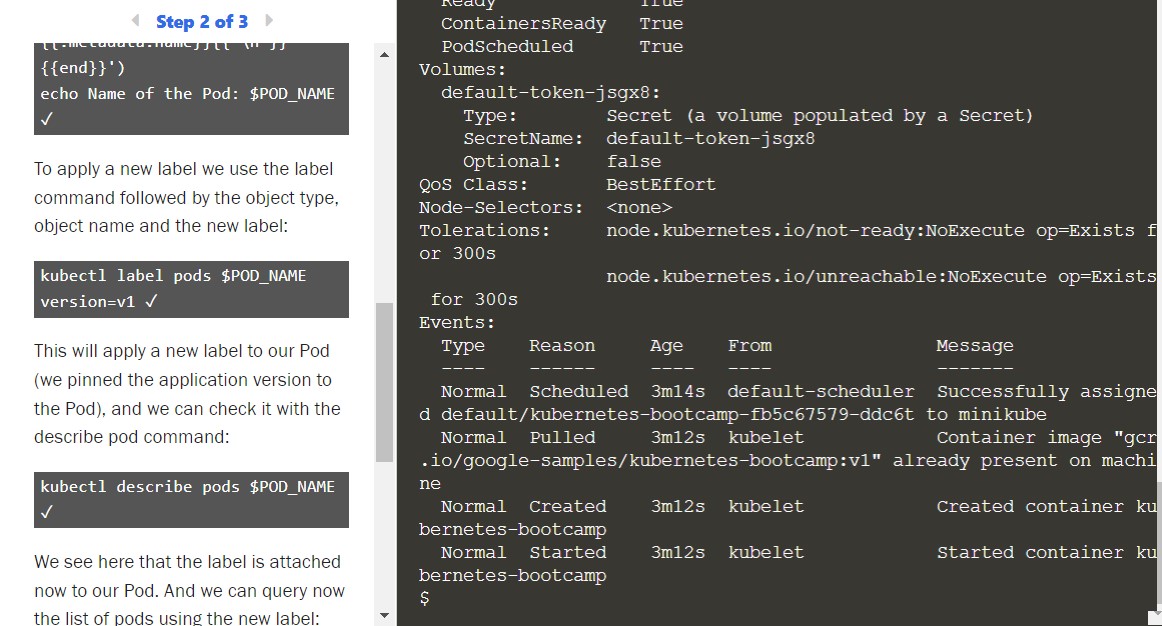 Step 2 of 3
{{.metadata.name}}{{"\n"}}
{{end}}')
echo Name of the Pod: $POD_NAME
✓
To apply a new label we use the label
command followed by the object type,
object name and the new label:
kubectl label pods $POD_NAME
version=v1 ✓
This will apply a new label to our Pod
(we pinned the application version to
the Pod), and we can check it with the
describe pod command:
kubectl describe pods $POD_NAME
✓
We see here that the label is attached
now to our Pod. And we can query now
the list of pods using the new label:
Ready True
ContainersReady True
PodScheduled True
Volumes:
default-token-jsgx8:
Type: Secret (a volume populated by a Secret)
SecretName: default-token-jsgx8
Optional: false
QoS Class: BestEffort
Node-Selectors: <none>
Tolerations: node.kubernetes.io/not-ready:NoExecute op=Exists f
or 300s
node.kubernetes.io/unreachable:NoExecute op=Exists
for 300s
Events:
Type Reason Age From Message
---- ------ ---- ---- -------
Normal Scheduled 3m14s default-scheduler Successfully assigne
d default/kubernetes-bootcamp-fb5c67579-ddc6t to minikube
Normal Pulled 3m12s kubelet Container image "gcr
.io/google-samples/kubernetes-bootcamp:v1" already present on machi
ne
Normal Created 3m12s kubelet Created container ku
bernetes-bootcamp
Normal Started 3m12s kubelet Started container ku
bernetes-bootcamp
$